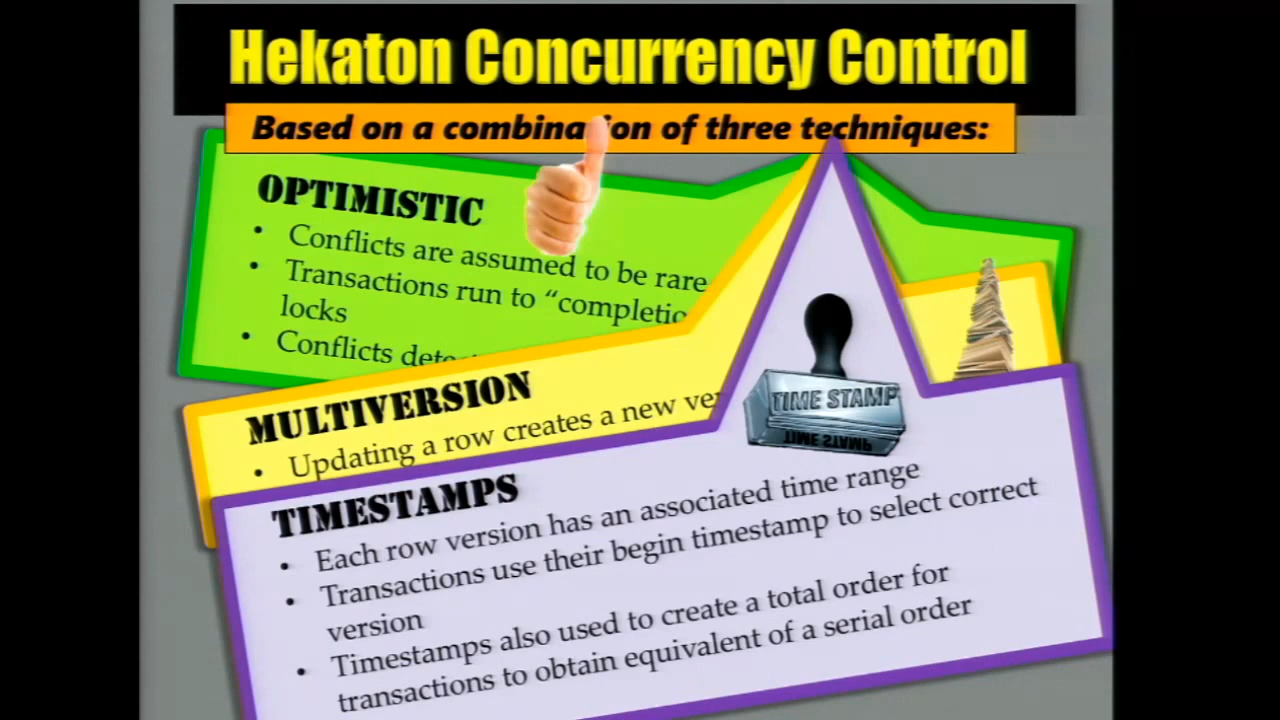 Hekaton Concurrency Control
Based on a combination of three techniques:
OPTIMISTIC
• Conflicts are assumed to be rare
• Transactions run to “completio
locks
• Conflicts dete
MULTIVERSION
• Updating a row creates a new ve
TIMESTAMPS
TIME STAMP
TIME STAMP
• Each row version has an associated time range
• Transactions use their begin timestamp to select correct
version
• Timestamps also used to create a total order for
transactions to obtain equivalent of a serial order